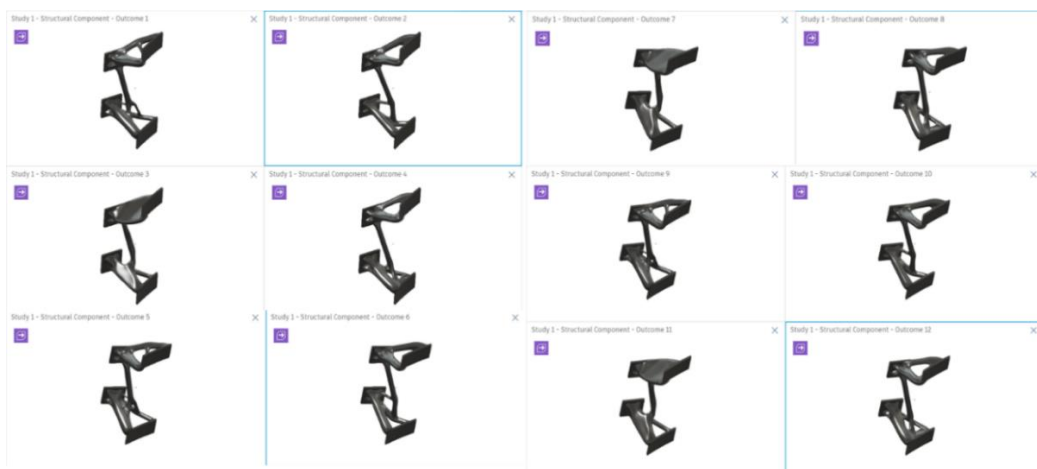 Study 1 - Structural Component - Outcome 1
Study 1 - Structural Component - Outcome 2
Study 1 - Structural Component - Outcome 7
Study 1 - Structural Component - Outcome 8
Study 1 - Structural Component - Outcome 3
Study 1 - Structural Component - Outcome 4
Study 1 - Structural Component - Outcome 9
Study 1 - Structural Component - Outcome 10
Study 1 - Structural Component - Outcome 5
Study 1 - Structural Component - Outcome 6
Study 1 - Structural Component - Outcome 11
Study 1 - Structural Component - Outcome 12